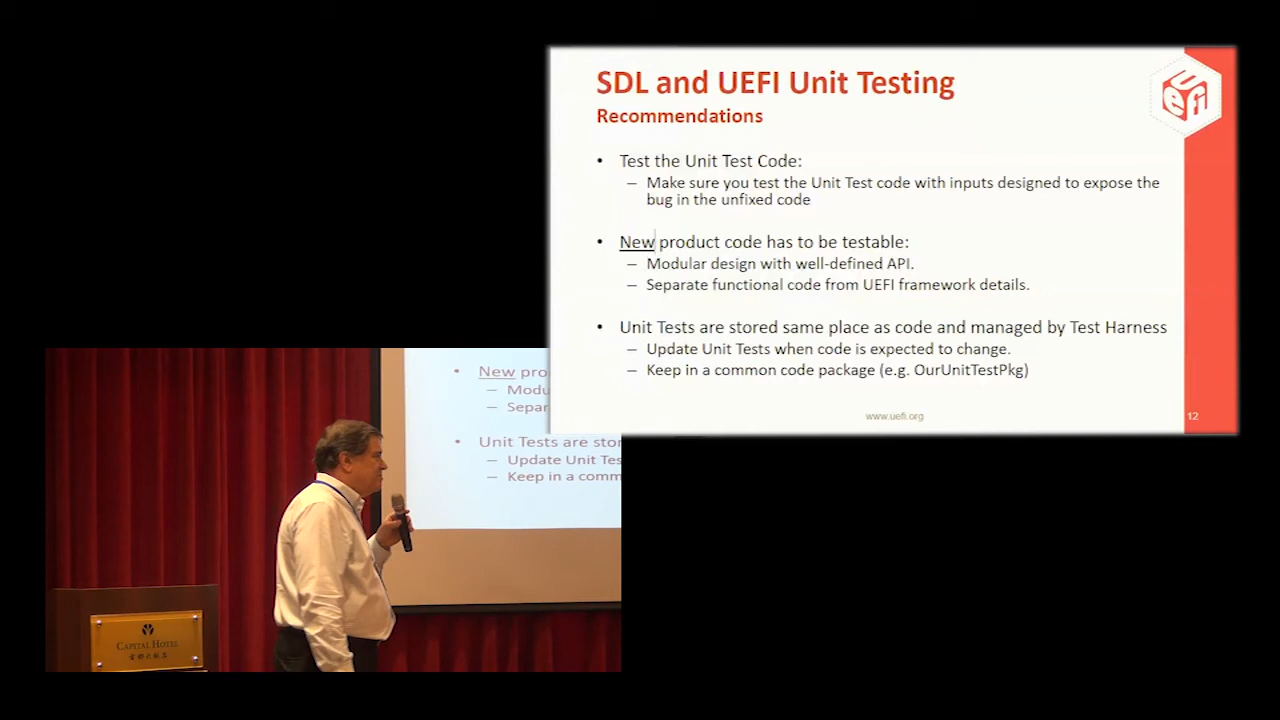 SDL and UEFI Unit Testing
Recommendations
• Test the Unit Test Code:
– Make sure you test the Unit Test code with inputs designed to expose the
bug in the unfixed code
• New product code has to be testable:
– Modular design with well-defined API.
– Separate functional code from UEFI framework details.
• Unit Tests are stored same place as code and managed by Test Harness
– Update Unit Tests when code is expected to change.
– Keep in a common code package (e.g. OurUnitTestPkg)
www.uefi.org
12
UEFI
• New pro
– Modu
– Separ
• Unit Tests are stor
– Update Unit Tes
– Keep in a comm
CAPITAL HOTEL